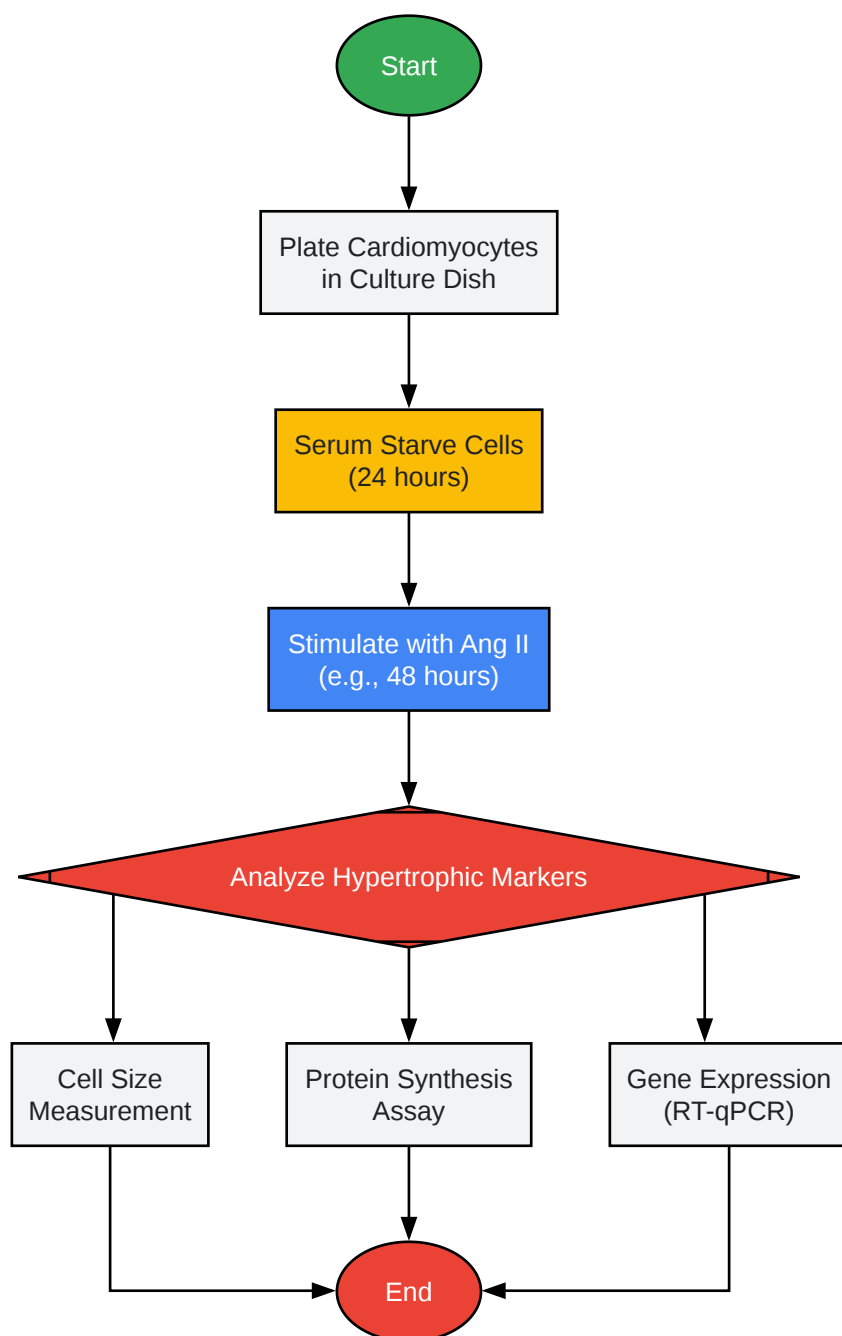 Start
Plate Cardiomyocytes
in Culture Dish
Serum Starve Cells
(24 hours)
Stimulate with Ang II
(e.g., 48 hours)
Analyze Hypertrophic Markers
Cell Size
Measurement
Protein Synthesis
Assay
Gene Expression
(RT-qPCR)
End